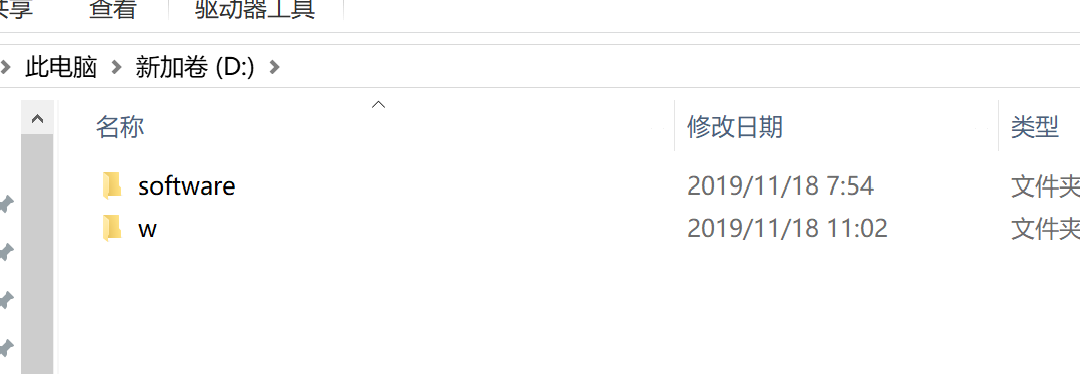 共享 查看 驱动器工具
此电脑 新加卷 (D:)
名称 修改日期 类型
software 2019/11/18 7:54 文件夹
w 2019/11/18 11:02 文件夹